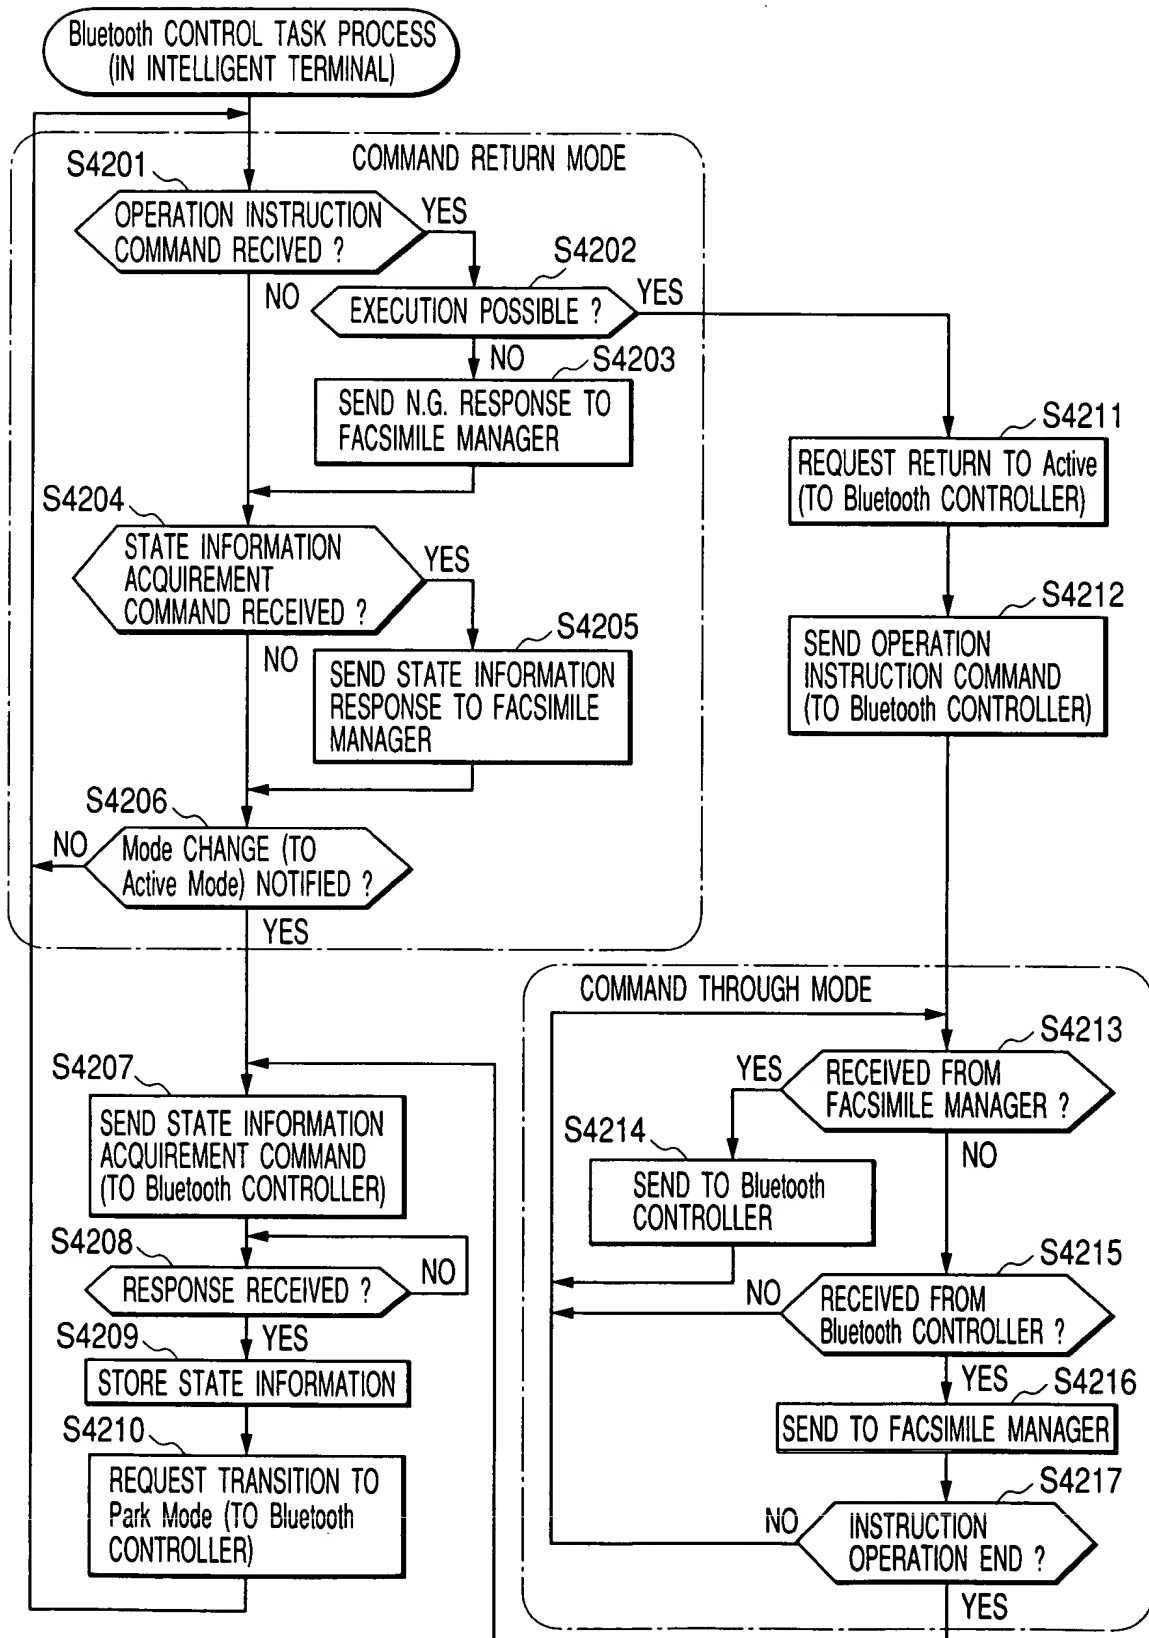 Bluetooth CONTROL TASK PROCESS
(IN INTELLIGENT TERMINAL)
COMMAND RETURN MODE
S4201
OPERATION INSTRUCTION
COMMAND RECIVED ?
YES
NO
S4202
EXECUTION POSSIBLE ?
YES
NO
S4203
SEND N.G. RESPONSE TO
FACSIMILE MANAGER
S4204
STATE INFORMATION
ACQUIREMENT
COMMAND RECEIVED ?
YES
NO
S4205
SEND STATE INFORMATION
RESPONSE TO FACSIMILE
MANAGER
S4206
NO
Mode CHANGE (TO
Active Mode) NOTIFIED ?
YES
S4207
SEND STATE INFORMATION
ACQUIREMENT COMMAND
(TO Bluetooth CONTROLLER)
S4208
RESPONSE RECEIVED ?
NO
YES
S4209
STORE STATE INFORMATION
S4210
REQUEST TRANSITION TO
Park Mode (TO Bluetooth
CONTROLLER)
S4211
REQUEST RETURN TO Active
(TO Bluetooth CONTROLLER)
S4212
SEND OPERATION
INSTRUCTION COMMAND
(TO Bluetooth CONTROLLER)
COMMAND THROUGH MODE
S4213
YES
RECEIVED FROM
FACSIMILE MANAGER ?
NO
S4214
SEND TO Bluetooth
CONTROLLER
S4215
NO
RECEIVED FROM
Bluetooth CONTROLLER ?
YES
S4216
SEND TO FACSIMILE MANAGER
S4217
NO
INSTRUCTION
OPERATION END ?
YES